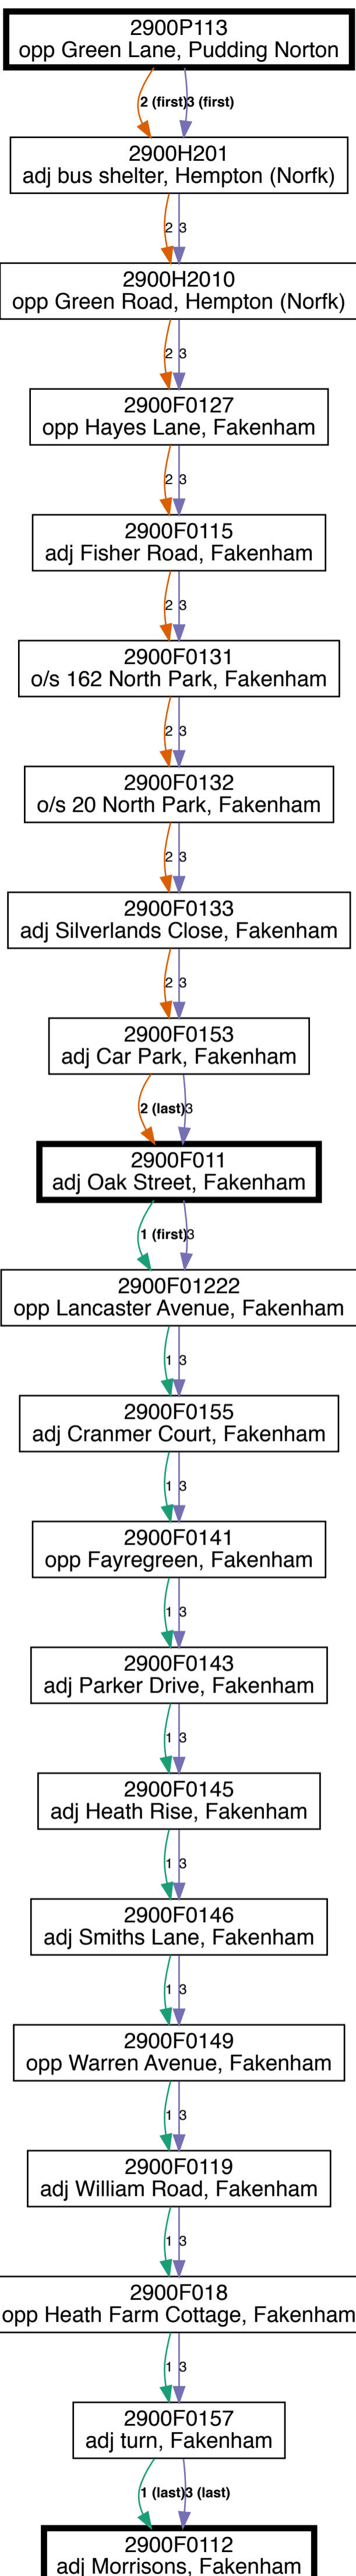 2900P113
opp Green Lane, Pudding Norton
2 (first)
3 (first)
2900H201
adj bus shelter, Hempton (Norfk)
2
3
2900H2010
opp Green Road, Hempton (Norfk)
2
3
2900F0127
opp Hayes Lane, Fakenham
2
3
2900F0115
adj Fisher Road, Fakenham
2
3
2900F0131
o/s 162 North Park, Fakenham
2
3
2900F0132
o/s 20 North Park, Fakenham
2
3
2900F0133
adj Silverlands Close, Fakenham
2
3
2900F0153
adj Car Park, Fakenham
2 (last)
3
2900F011
adj Oak Street, Fakenham
1 (first)
3
2900F01222
opp Lancaster Avenue, Fakenham
1
3
2900F0155
adj Cranmer Court, Fakenham
1
3
2900F0141
opp Fayregreen, Fakenham
1
3
2900F0143
adj Parker Drive, Fakenham
1
3
2900F0145
adj Heath Rise, Fakenham
1
3
2900F0146
adj Smiths Lane, Fakenham
1
3
2900F0149
opp Warren Avenue, Fakenham
1
3
2900F0119
adj William Road, Fakenham
1
3
2900F018
opp Heath Farm Cottage, Fakenham
1
3
2900F0157
adj turn, Fakenham
1 (last)
3 (last)
2900F0112
adj Morrisons, Fakenham